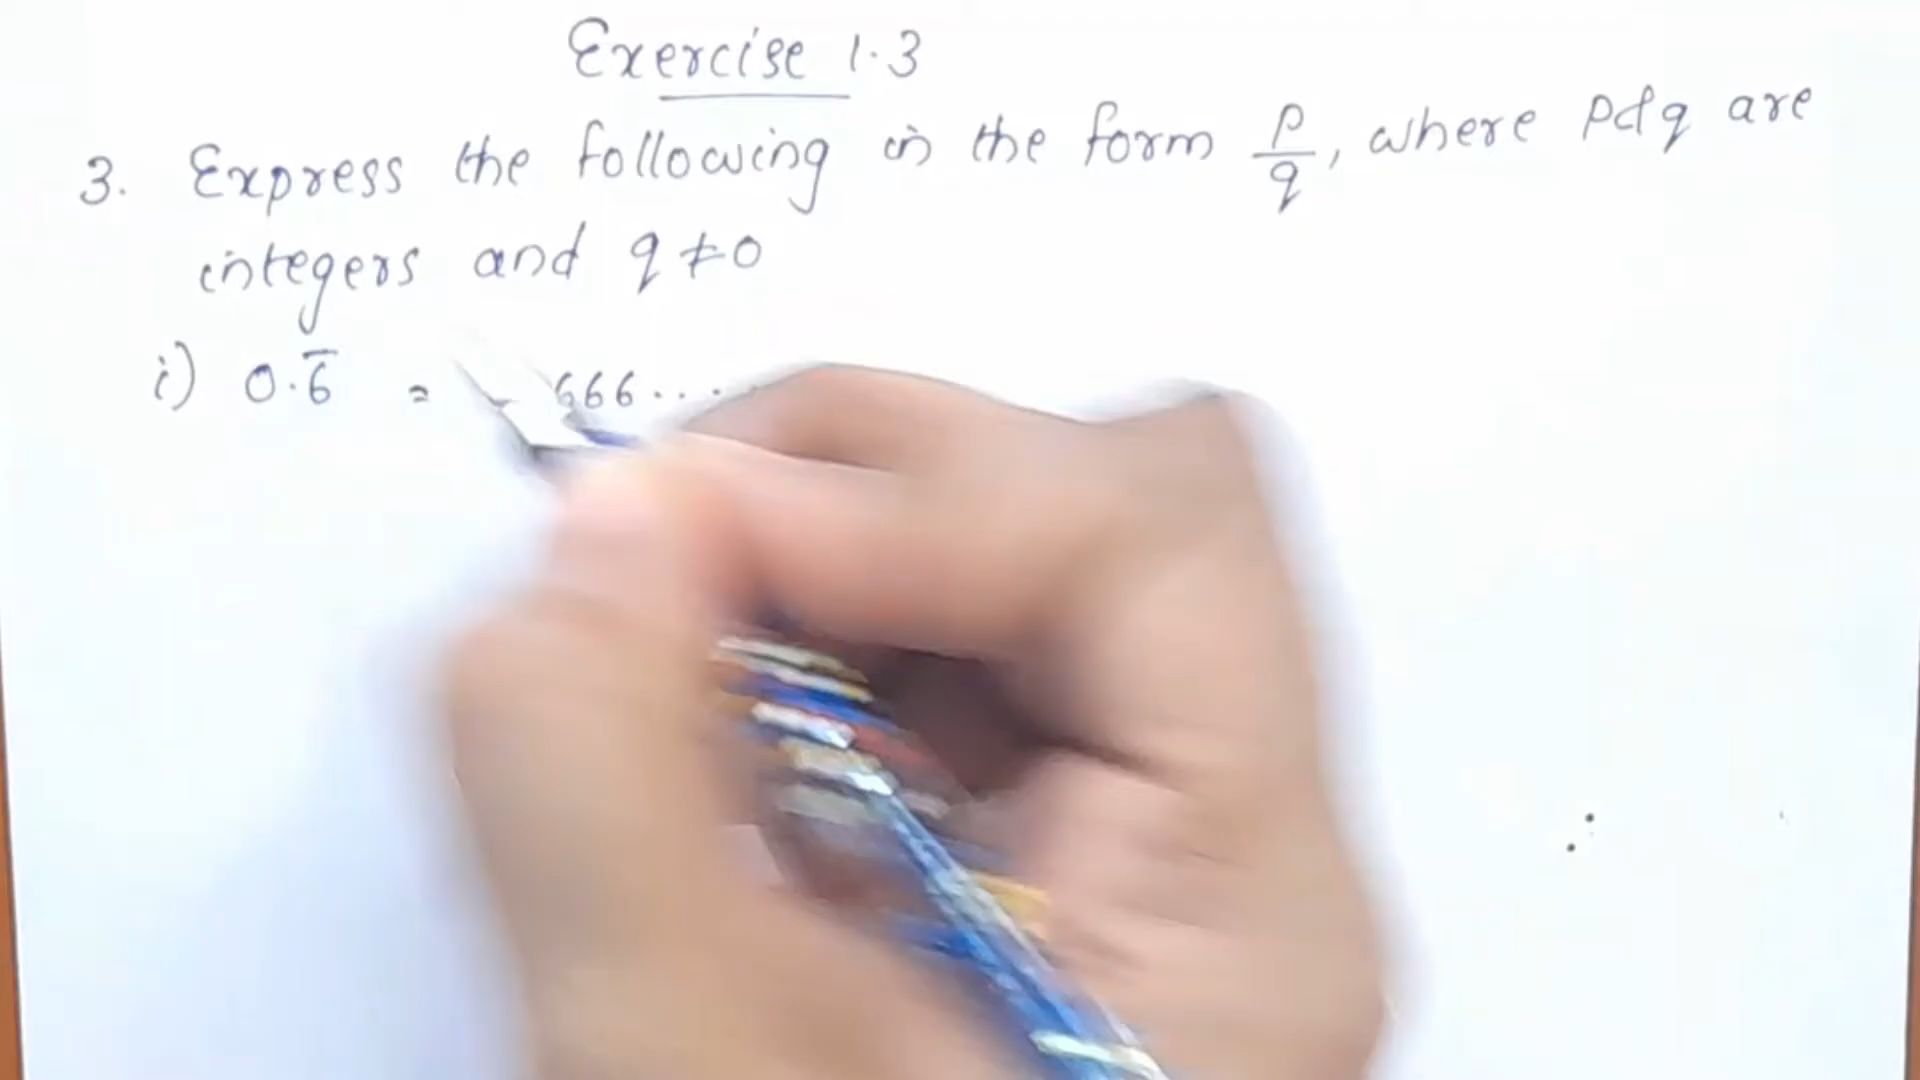 Exercise 1.3
3. Express the following in the form p/q, where p & q are
integers and q ≠ 0
i) 0.6̅ = 666....